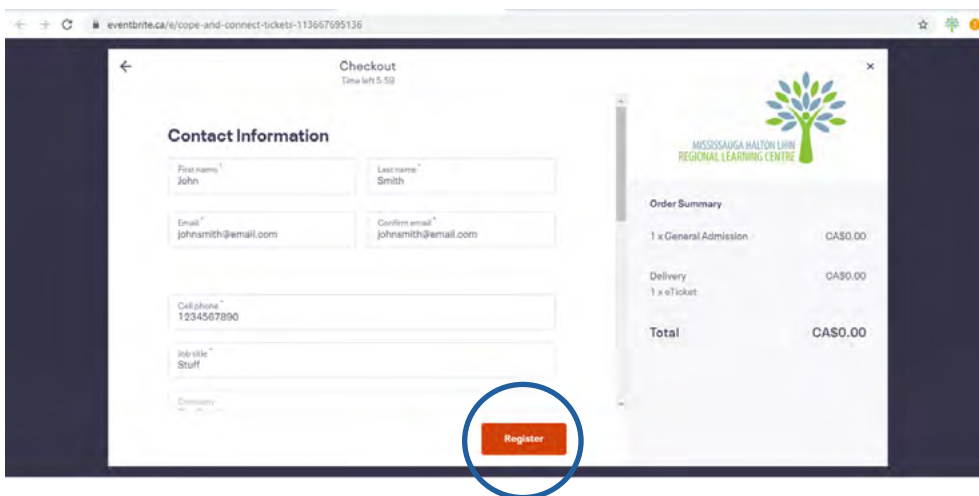 eventbrite.ca/e/cope-and-connect-tickets-113667695136
Checkout
Time left 5:59
Contact Information
First name *
John
Last name *
Smith
Email *
johnsmith@email.com
Confirm email *
johnsmith@email.com
Cell phone *
1234567890
Job title *
Stuff
Company
Register
MISSISSAUGA HALTON LHIN
REGIONAL LEARNING CENTRE
Order Summary
1 x General Admission CA$0.00
Delivery CA$0.00
1 x eTicket
Total CA$0.00